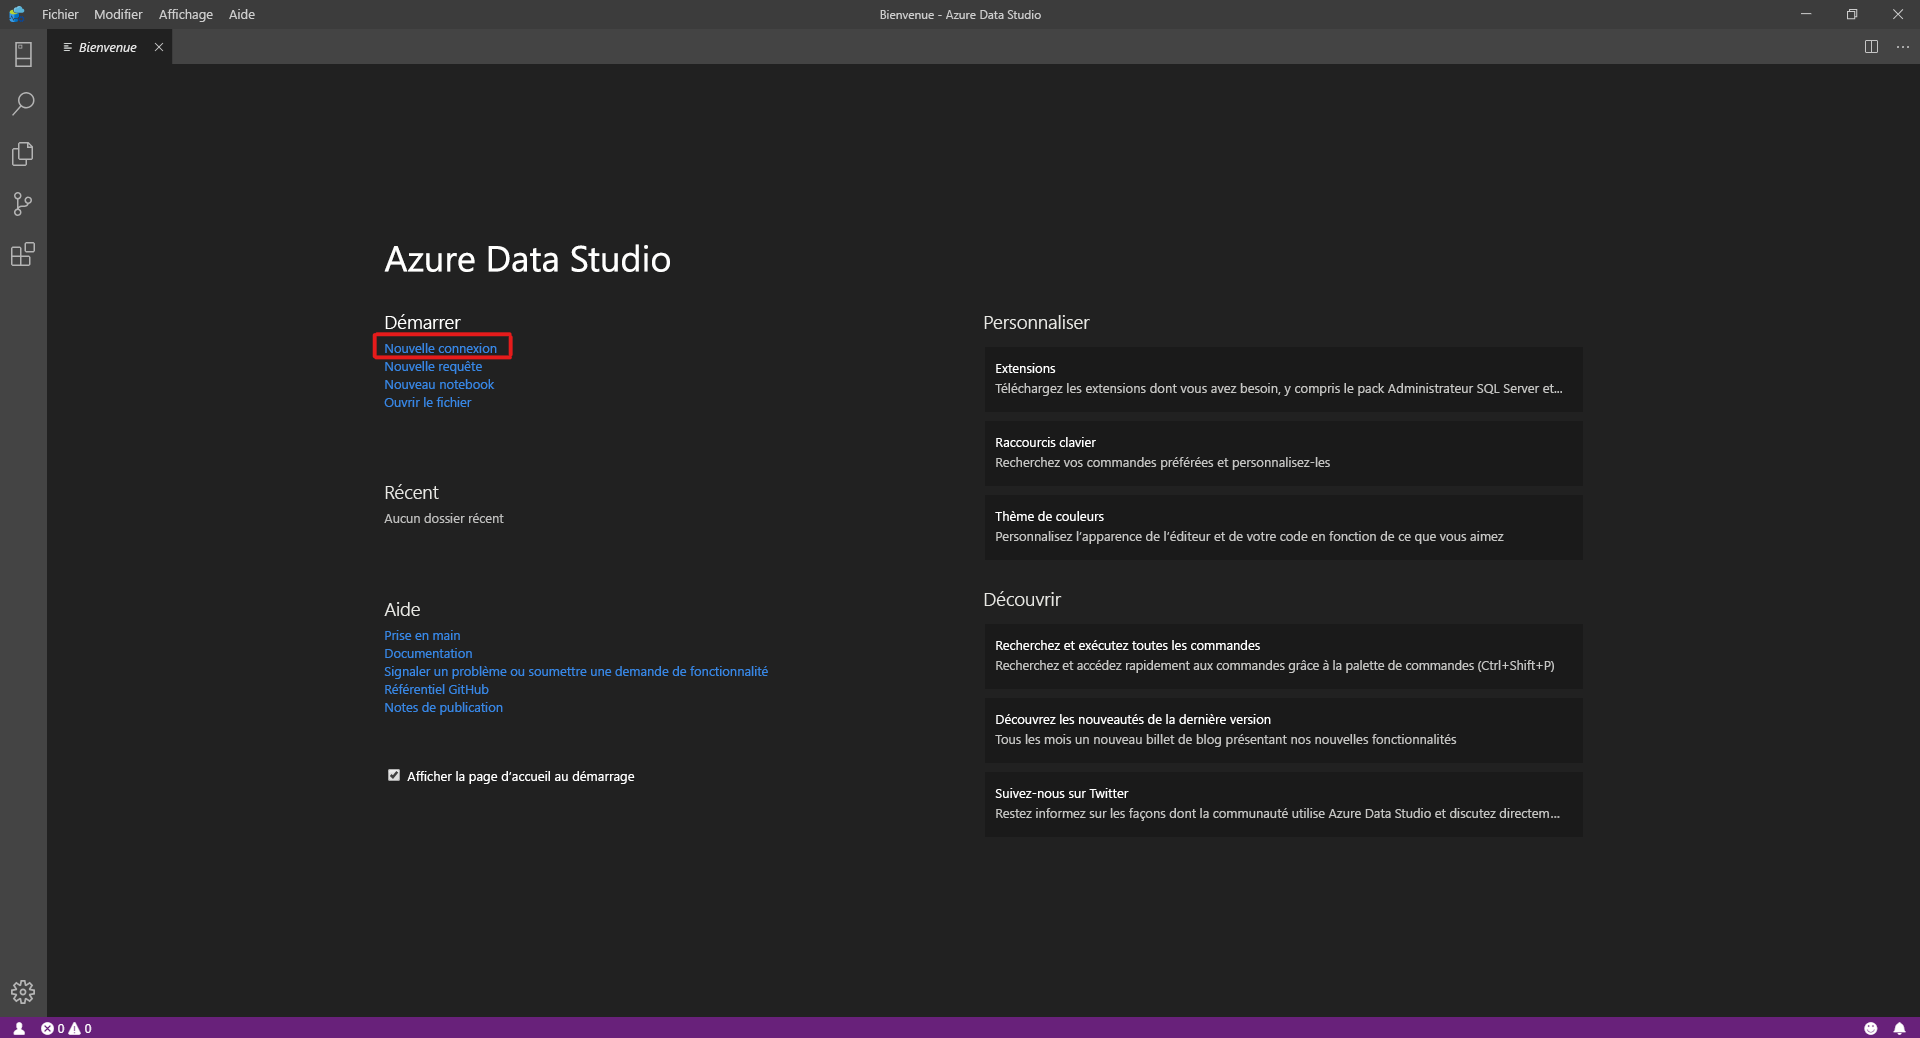 Fichier Modifier Affichage Aide
Bienvenue - Azure Data Studio
Bienvenue
Azure Data Studio
Démarrer
Nouvelle connexion
Nouvelle requête
Nouveau notebook
Ouvrir le fichier
Récent
Aucun dossier récent
Aide
Prise en main
Documentation
Signaler un problème ou soumettre une demande de fonctionnalité
Référentiel GitHub
Notes de publication
Afficher la page d'accueil au démarrage
Personnaliser
Extensions
Téléchargez les extensions dont vous avez besoin, y compris le pack Administrateur SQL Server et...
Raccourcis clavier
Recherchez vos commandes préférées et personnalisez-les
Thème de couleurs
Personnalisez l'apparence de l'éditeur et de votre code en fonction de ce que vous aimez
Découvrir
Recherchez et exécutez toutes les commandes
Recherchez et accédez rapidement aux commandes grâce à la palette de commandes (Ctrl+Shift+P)
Découvrez les nouveautés de la dernière version
Tous les mois un nouveau billet de blog présentant nos nouvelles fonctionnalités
Suivez-nous sur Twitter
Restez informez sur les façons dont la communauté utilise Azure Data Studio et discutez directem...
0 0